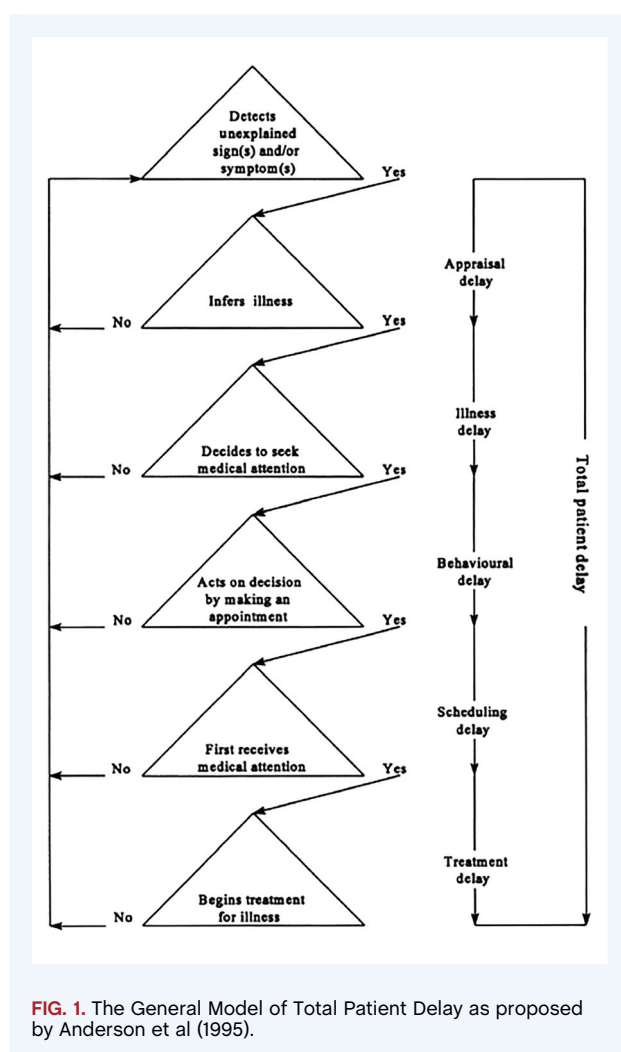 Detects
unexplained
sign(s) and/or
symptom(s)
Yes
Appraisal
delay
Infers illness
No
Yes
Illness
delay
Decides to seek
medical attention
No
Yes
Total patient delay
Behavioural
delay
Acts on decision
by making an
appointment
No
Yes
Scheduling
delay
First receives
medical attention
No
Yes
Treatment
delay
Begins treatment
for illness
No
FIG. 1. The General Model of Total Patient Delay as proposed
by Anderson et al (1995).